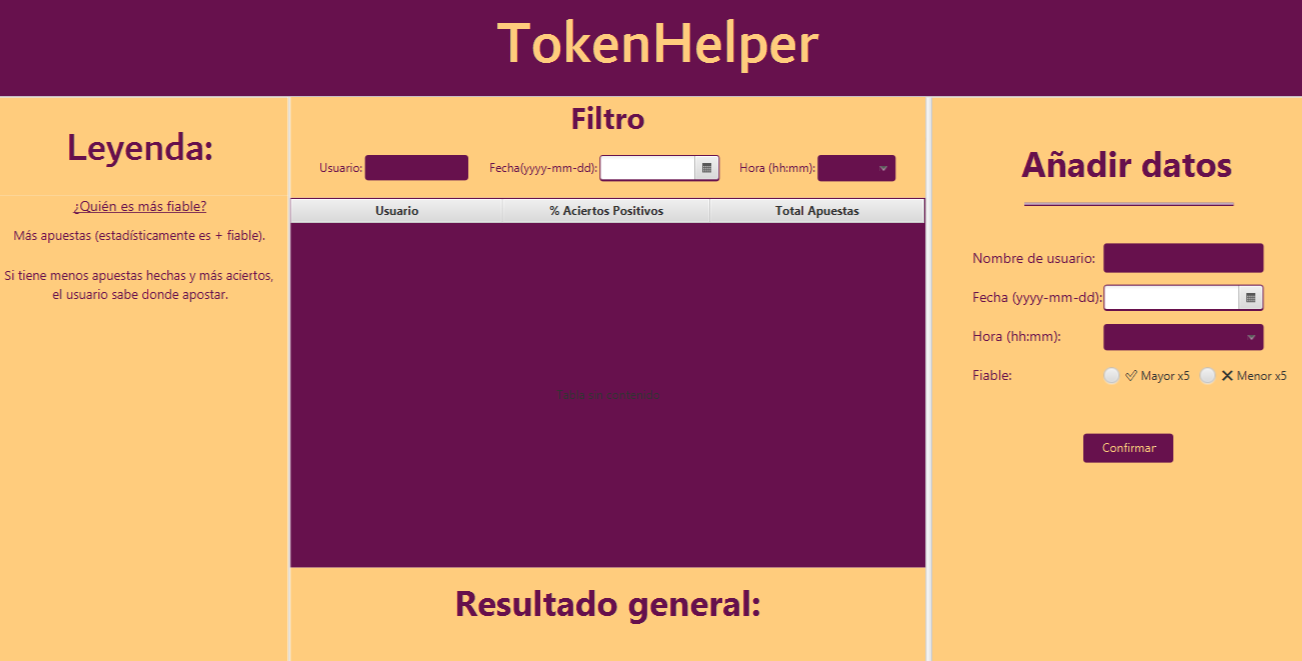 TokenHelper
Leyenda:
¿Quién es más fiable?
Más apuestas (estadísticamente es + fiable).
Si tiene menos apuestas hechas y más aciertos,
el usuario sabe donde apostar.
Filtro
Usuario:
Fecha(yyyy-mm-dd):
Hora (hh:mm):
Usuario % Aciertos Positivos Total Apuestas
Resultado general:
Añadir datos
Nombre de usuario:
Fecha (yyyy-mm-dd):
Hora (hh:mm):
Fiable: Mayor x5 Menor x5
Confirmar